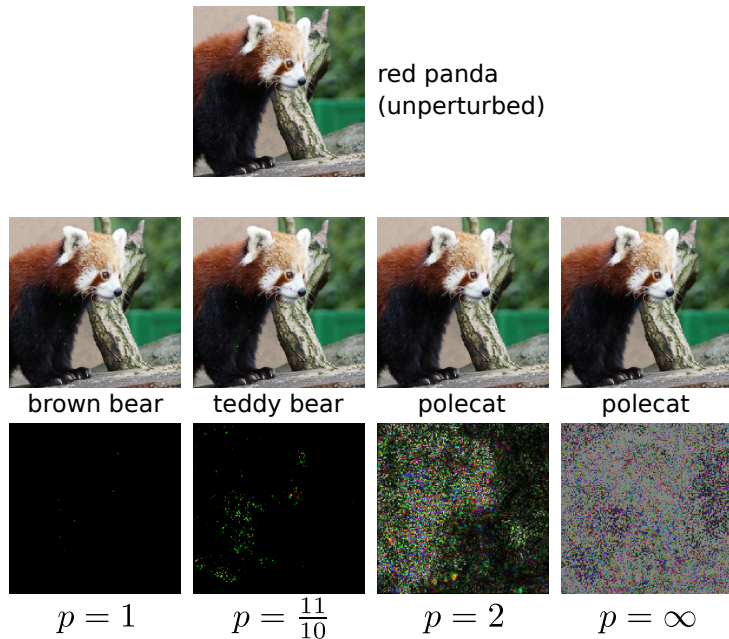 red panda
(unperturbed)
brown bear
teddy bear
polecat
polecat
p = 1
p = 11/10
p = 2
p = ∞